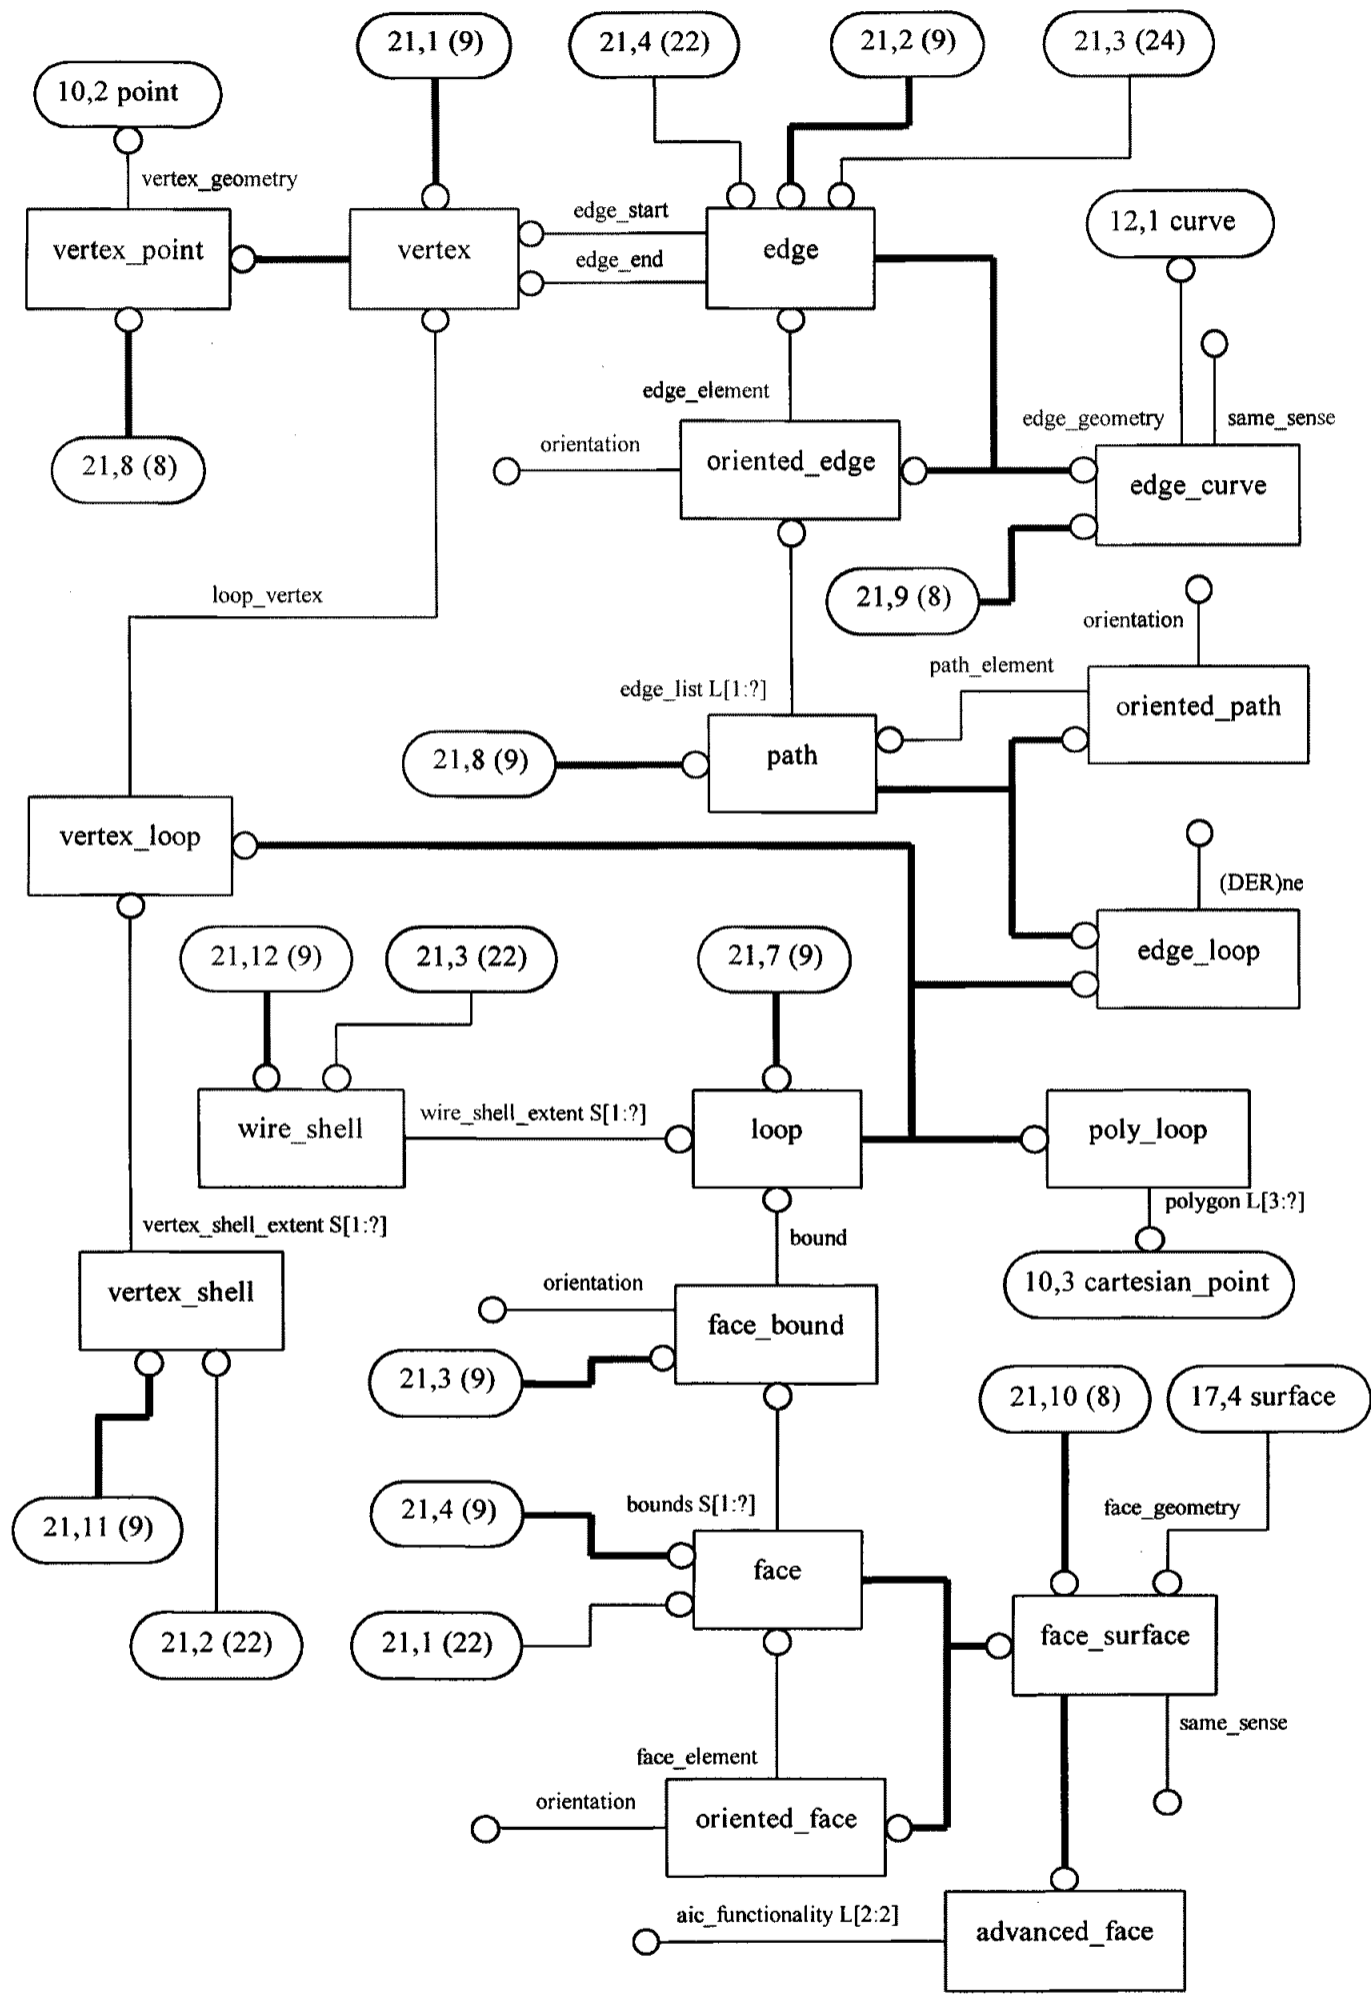 21,1 (9)
21,4 (22)
21,2 (9)
21,3 (24)
10,2 point
vertex_geometry
edge_start
12,1 curve
vertex_point
vertex
edge
edge_end
edge_element
edge_geometry
same_sense
orientation
21,8 (8)
oriented_edge
edge_curve
loop_vertex
21,9 (8)
orientation
path_element
edge_list L[1:?]
oriented_path
21,8 (9)
path
vertex_loop
(DER)ne
21,12 (9)
21,3 (22)
21,7 (9)
edge_loop
wire_shell_extent S[1:?]
wire_shell
loop
poly_loop
polygon L[3:?]
vertex_shell_extent S[1:?]
bound
orientation
10,3 cartesian_point
vertex_shell
face_bound
21,3 (9)
21,10 (8)
17,4 surface
21,4 (9)
bounds S[1:?]
face_geometry
21,11 (9)
face
21,2 (22)
21,1 (22)
face_surface
same_sense
face_element
orientation
oriented_face
aic_functionality L[2:2]
advanced_face